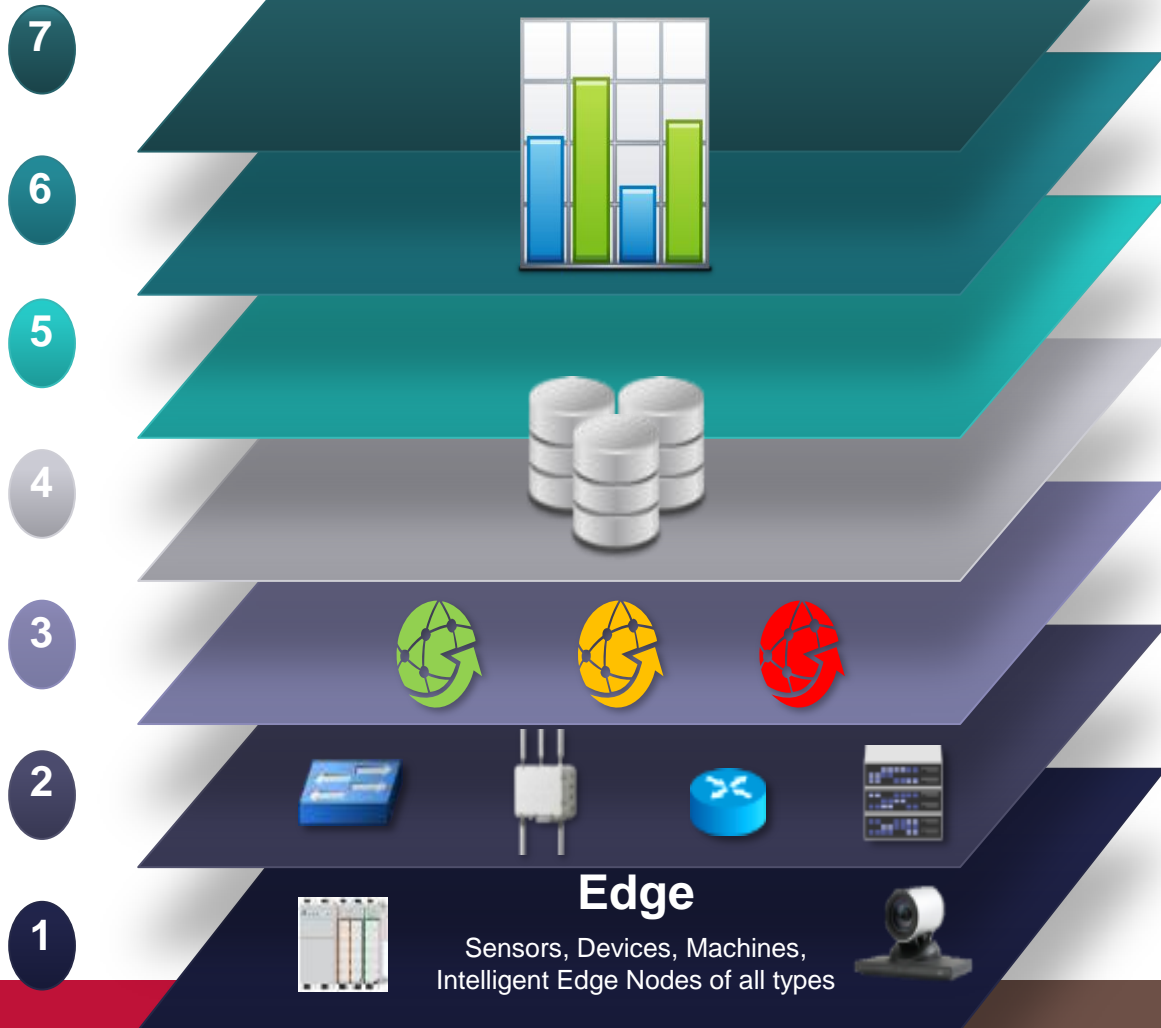 7
6
5
4
3
2
1
Edge
Sensors, Devices, Machines,
Intelligent Edge Nodes of all types